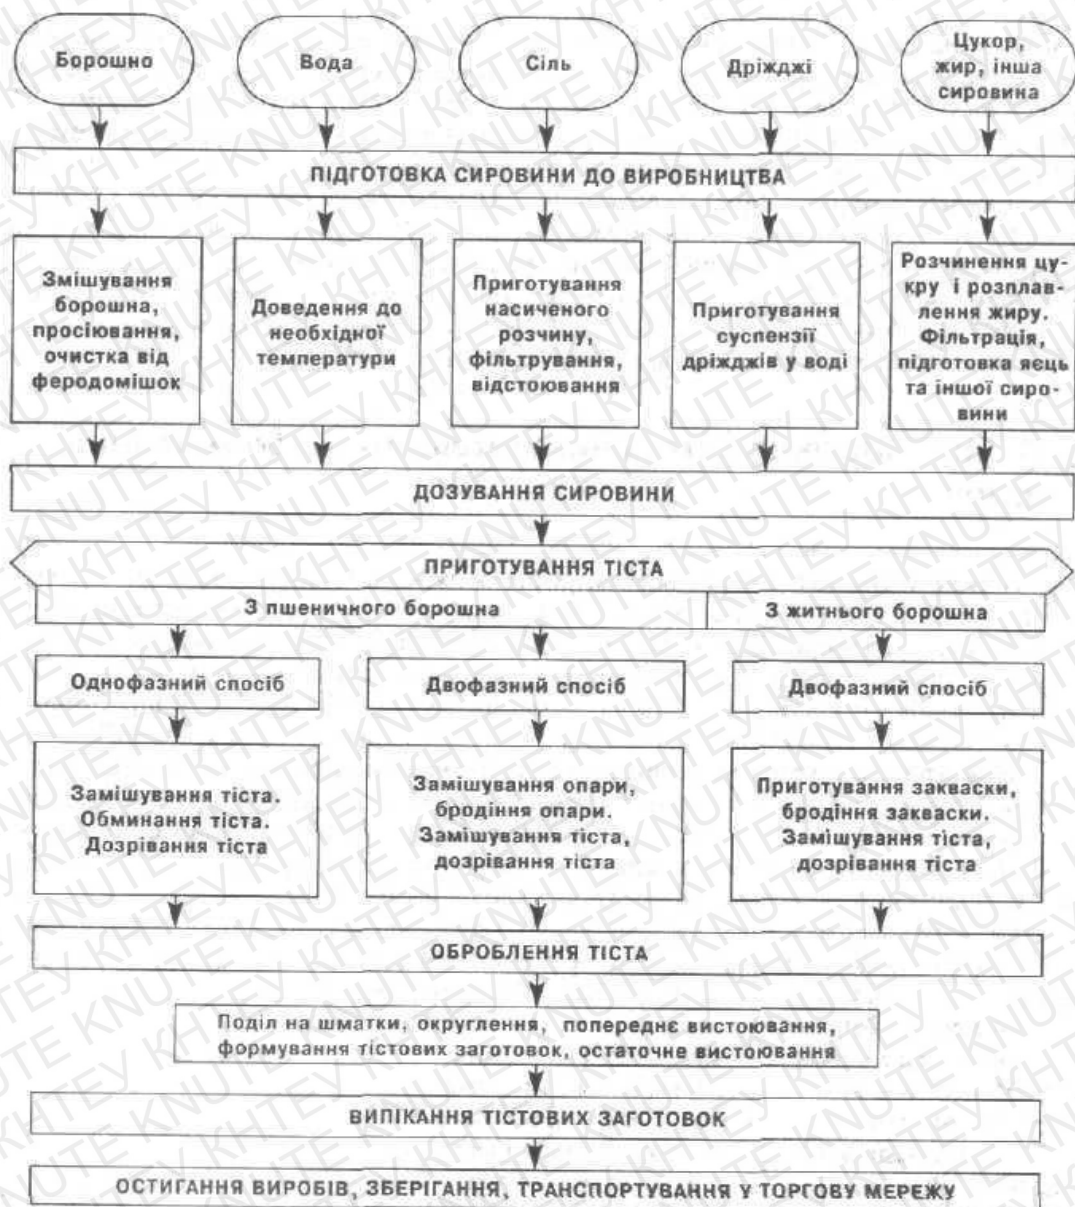 Борошно
Вода
Сіль
Дріжджі
Цукор,
жир, інша
сировина
ПІДГОТОВКА СИРОВИНИ ДО ВИРОБНИЦТВА
Змішування
борошна,
просіювання,
очистка від
феродомішок
Доведення до
необхідної
температури
Приготування
насиченого
розчину,
фільтрування,
відстоювання
Приготування
суспензії
дріжджів у воді
Розчинення цу-
кру і розплав-
лення жиру.
Фільтрація,
підготовка яєць
та іншої сиро-
вини
ДОЗУВАННЯ СИРОВИНИ
ПРИГОТУВАННЯ ТІСТА
З пшеничного борошна
З житнього борошна
Однофазний спосіб
Двофазний спосіб
Двофазний спосіб
Замішування тіста.
Обминання тіста.
Дозрівання тіста
Замішування опари,
бродіння опари.
Замішування тіста,
дозрівання тіста
Приготування закваски,
бродіння закваски.
Замішування тіста,
дозрівання тіста
ОБРОБЛЕННЯ ТІСТА
Поділ на шматки, округлення, попереднє вистоювання,
формування тістових заготовок, остаточне вистоювання
ВИПІКАННЯ ТІСТОВИХ ЗАГОТОВОК
ОСТИГАННЯ ВИРОБІВ, ЗБЕРІГАННЯ, ТРАНСПОРТУВАННЯ У ТОРГОВУ МЕРЕЖУ